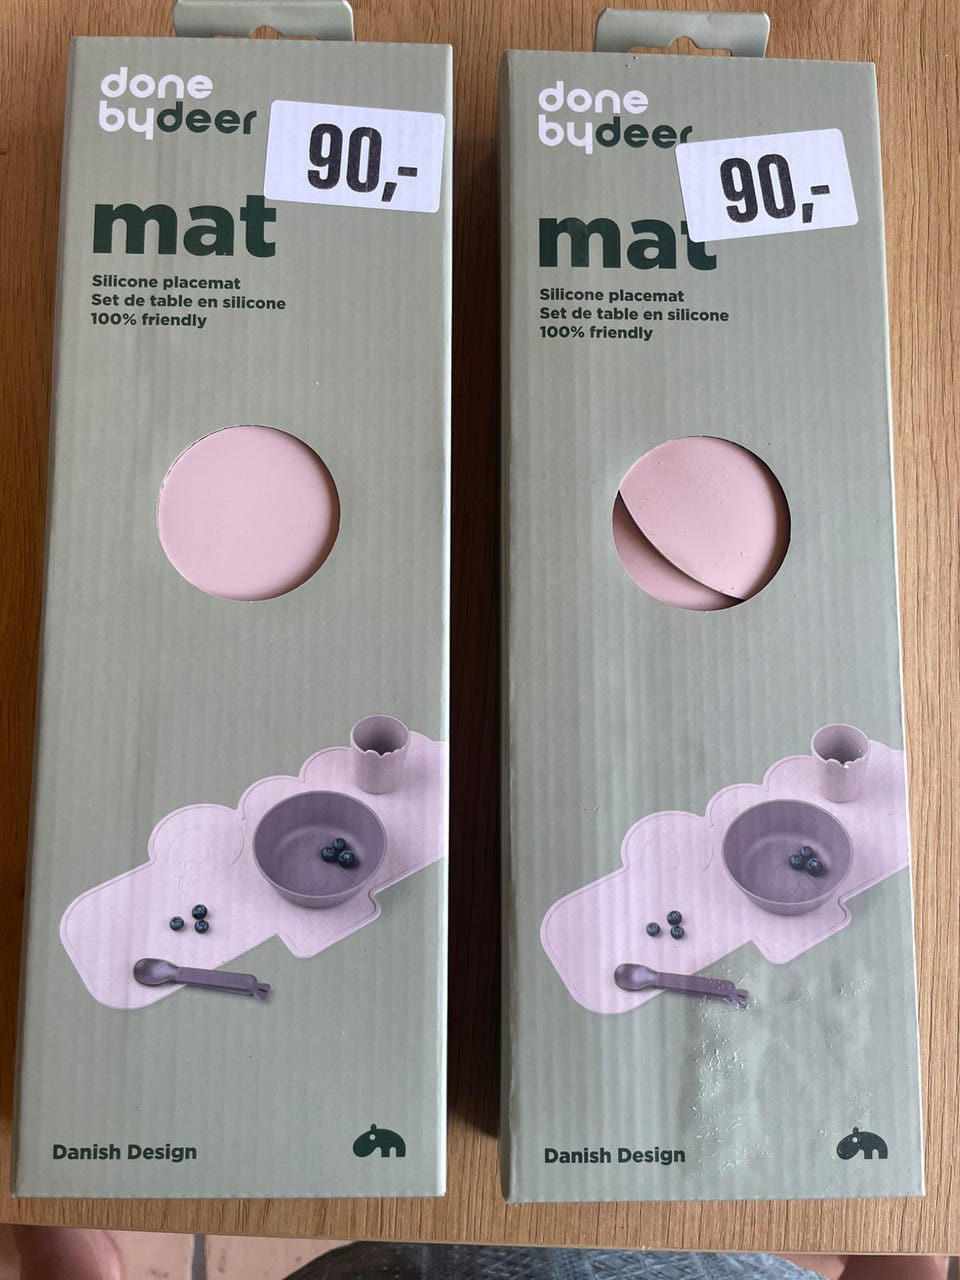 done
bydeer
90,-
mat
Silicone placemat
Set de table en silicone
100% friendly
Danish Design
done
bydeer
90,-
mat
Silicone placemat
Set de table en silicone
100% friendly
Danish Design